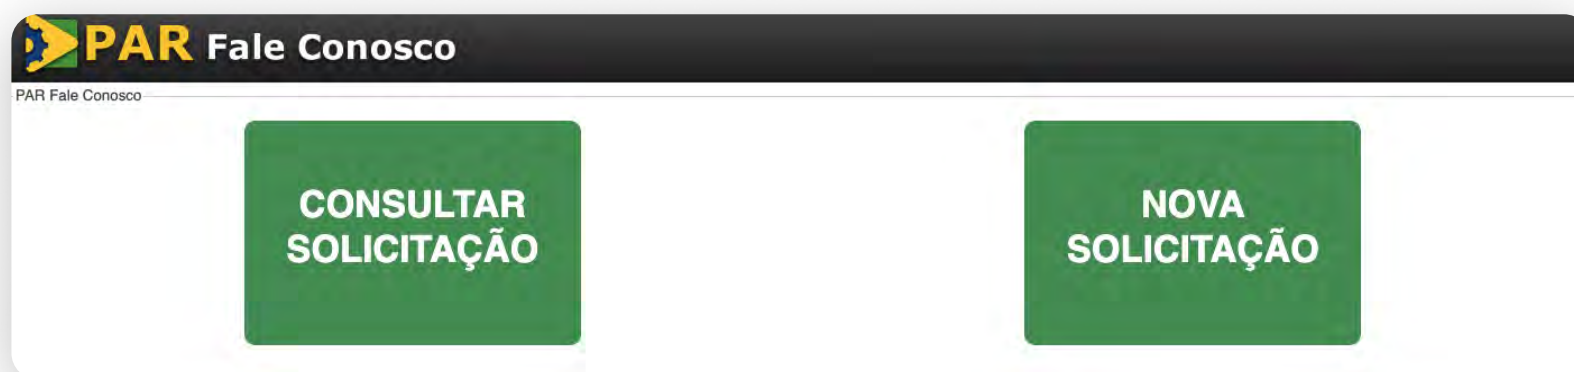 PAR Fale Conosco
PAR Fale Conosco
CONSULTAR
SOLICITAÇÃO
NOVA
SOLICITAÇÃO